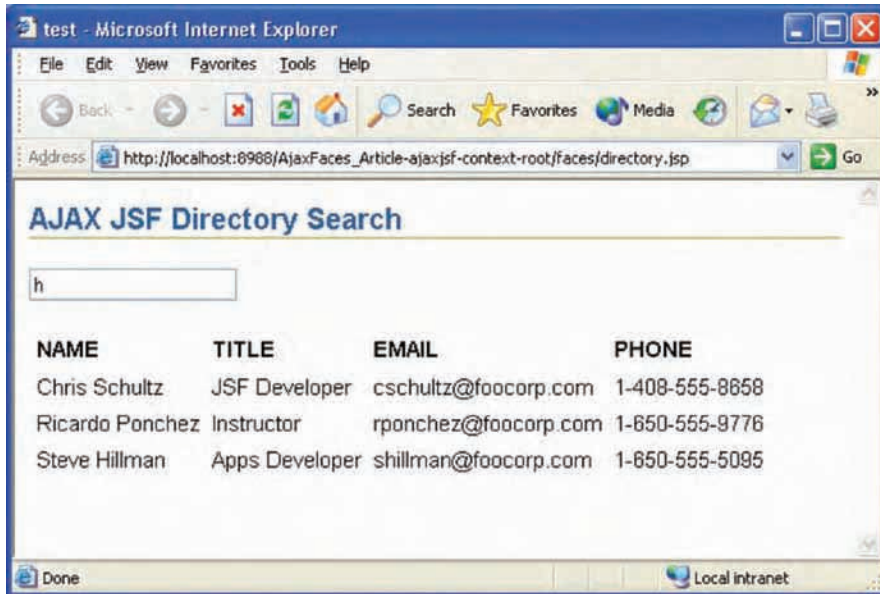 test - Microsoft Internet Explorer
File Edit View Favorites Tools Help
Back Search Favorites Media »
Address http://localhost:8988/AjaxFaces_Article-ajaxjsf-context-root/faces/directory.jsp Go
AJAX JSF Directory Search
h
NAME TITLE EMAIL PHONE
Chris Schultz JSF Developer cschultz@foocorp.com 1-408-555-8658
Ricardo Ponchez Instructor rponchez@foocorp.com 1-650-555-9776
Steve Hillman Apps Developer shillman@foocorp.com 1-650-555-5095
Done Local intranet